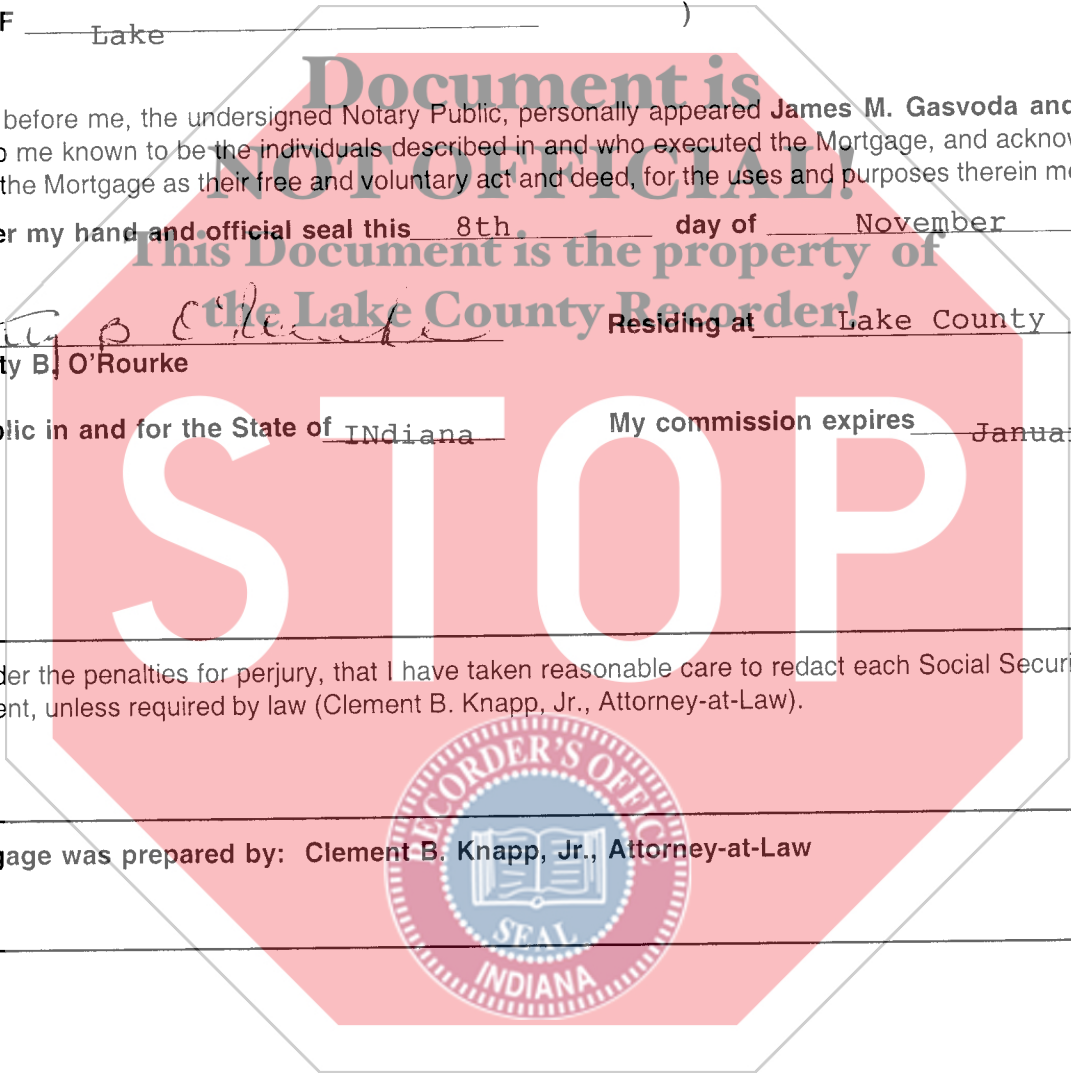 F Lake )
Document is
before me, the undersigned Notary Public, personally appeared James M. Gasvoda and
o me known to be the individuals described in and who executed the Mortgage, and acknow
NOT OFFICIAL!
the Mortgage as their free and voluntary act and deed, for the uses and purposes therein me
er my hand and official seal this 8th day of November
This Document is the property of
the Lake County Recorder!
Residing at Lake County
ty B. O'Rourke
olic in and for the State of INdiana My commission expires Januar
STOP
der the penalties for perjury, that I have taken reasonable care to redact each Social Securi
ent, unless required by law (Clement B. Knapp, Jr., Attorney-at-Law).
RECORDER'S OFFICE
gage was prepared by: Clement B. Knapp, Jr., Attorney-at-Law
SEAL
INDIANA